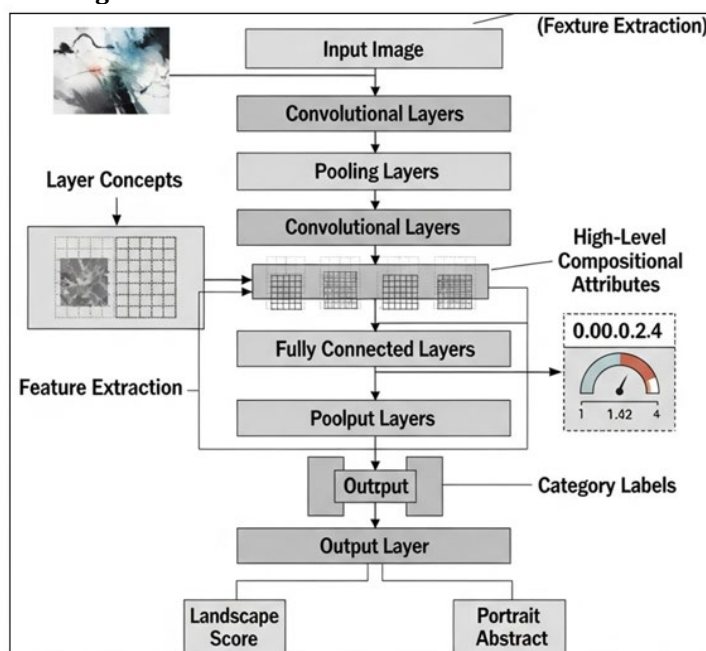 (Fexture Extraction)
Input Image
Convolutional Layers
Pooling Layers
Layer Concepts
Convolutional Layers
High-Level
Compositional
Attributes
0.00.0.2.4
Fully Connected Layers
1 1.42 4
Feature Extraction
Poolput Layers
Output
Category Labels
Output Layer
Landscape
Score
Portrait
Abstract